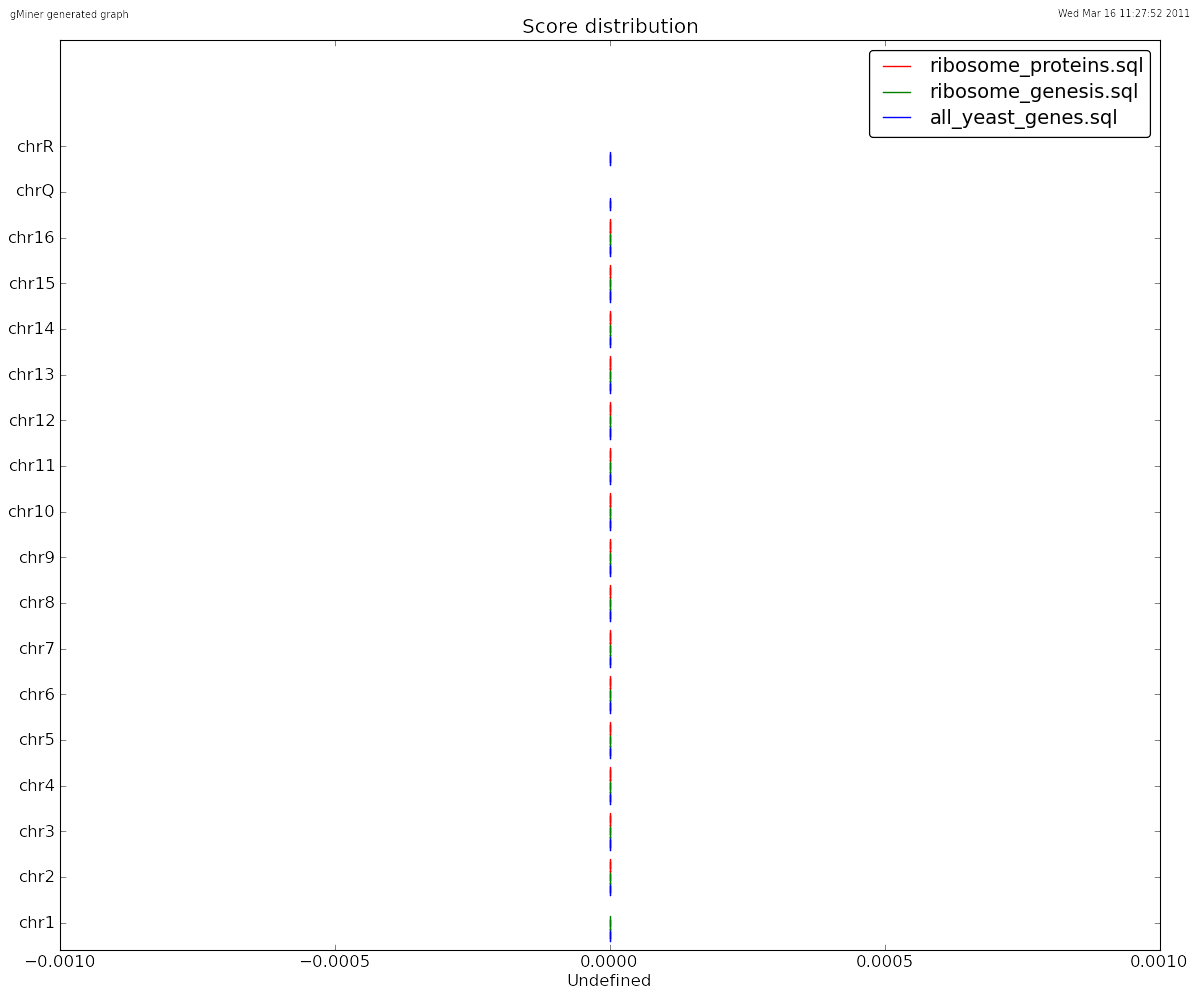 gMiner generated graph
Wed Mar 16 11:27:52 2011
Score distribution
ribosome_proteins.sql
ribosome_genesis.sql
all_yeast_genes.sql
chrR
chrQ
chr16
chr15
chr14
chr13
chr12
chr11
chr10
chr9
chr8
chr7
chr6
chr5
chr4
chr3
chr2
chr1
−0.0010 −0.0005 0.0000 0.0005 0.0010
Undefined